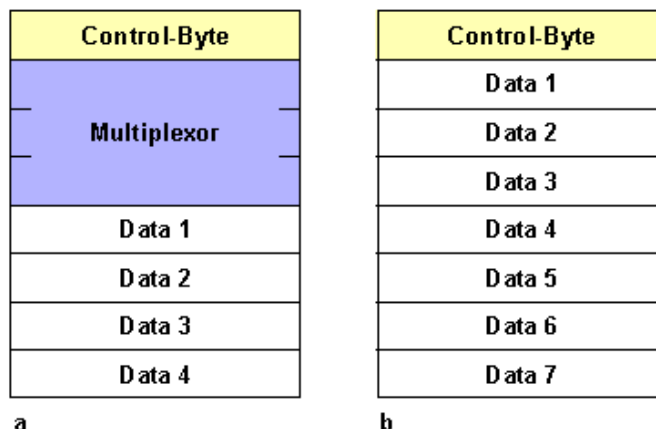 Control-Byte
Multiplexor
Data 1
Data 2
Data 3
Data 4
a
Control-Byte
Data 1
Data 2
Data 3
Data 4
Data 5
Data 6
Data 7
b